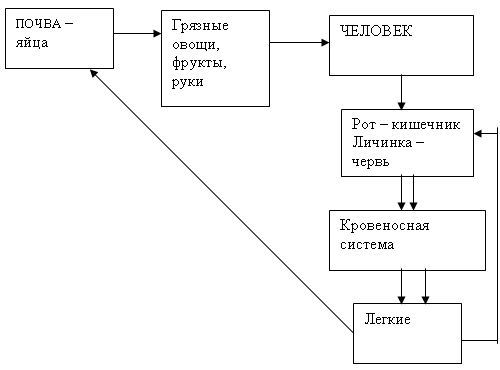 ПОЧВА –
яйца
Грязные
овощи,
фрукты,
руки
ЧЕЛОВЕК
Рот – кишечник
Личинка –
червь
Кровеносная
система
Легкие